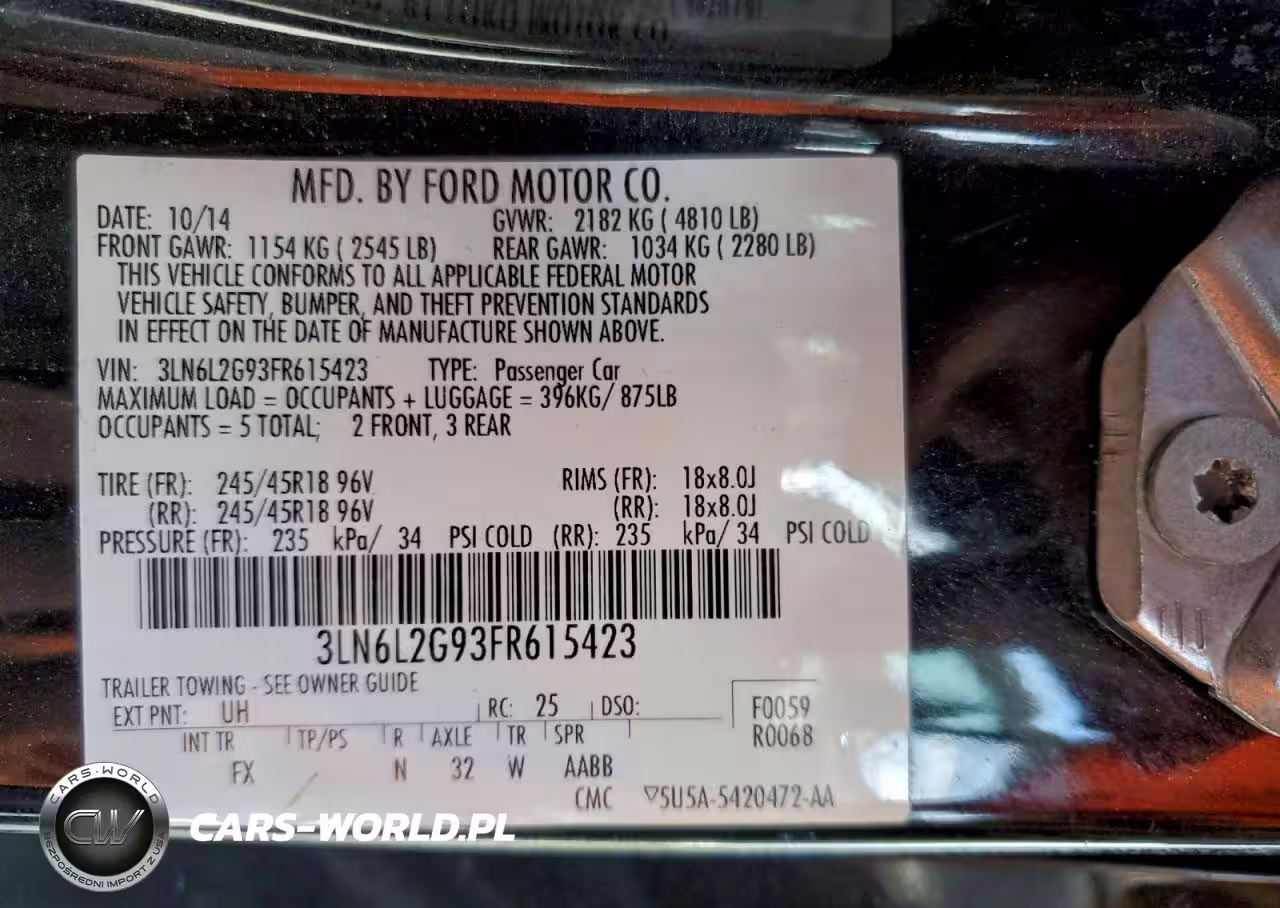 MFD. BY FORD MOTOR CO.
DATE: 10/14 GVWR: 2182 KG ( 4810 LB)
FRONT GAWR: 1154 KG ( 2545 LB) REAR GAWR: 1034 KG ( 2280 LB)
THIS VEHICLE CONFORMS TO ALL APPLICABLE FEDERAL MOTOR
VEHICLE SAFETY, BUMPER, AND THEFT PREVENTION STANDARDS
IN EFFECT ON THE DATE OF MANUFACTURE SHOWN ABOVE.
VIN: 3LN6L2G93FR615423 TYPE: Passenger Car
MAXIMUM LOAD = OCCUPANTS + LUGGAGE = 396KG/ 875LB
OCCUPANTS = 5 TOTAL; 2 FRONT, 3 REAR
TIRE (FR): 245/45R18 96V RIMS (FR): 18x8.0J
(RR): 245/45R18 96V (RR): 18x8.0J
PRESSURE (FR): 235 kPa/ 34 PSI COLD (RR): 235 kPa/ 34 PSI COLD
3LN6L2G93FR615423
TRAILER TOWING - SEE OWNER GUIDE
EXT PNT: UH RC: 25 DSO: F0059
INT TR TP/PS R AXLE TR SPR R0068
FX N 32 W AABB
CMC ▽5U5A-5420472-AA
CARS-WORLD
CW
BEZPOŚREDNI IMPORT Z USA
CARS-WORLD.PL